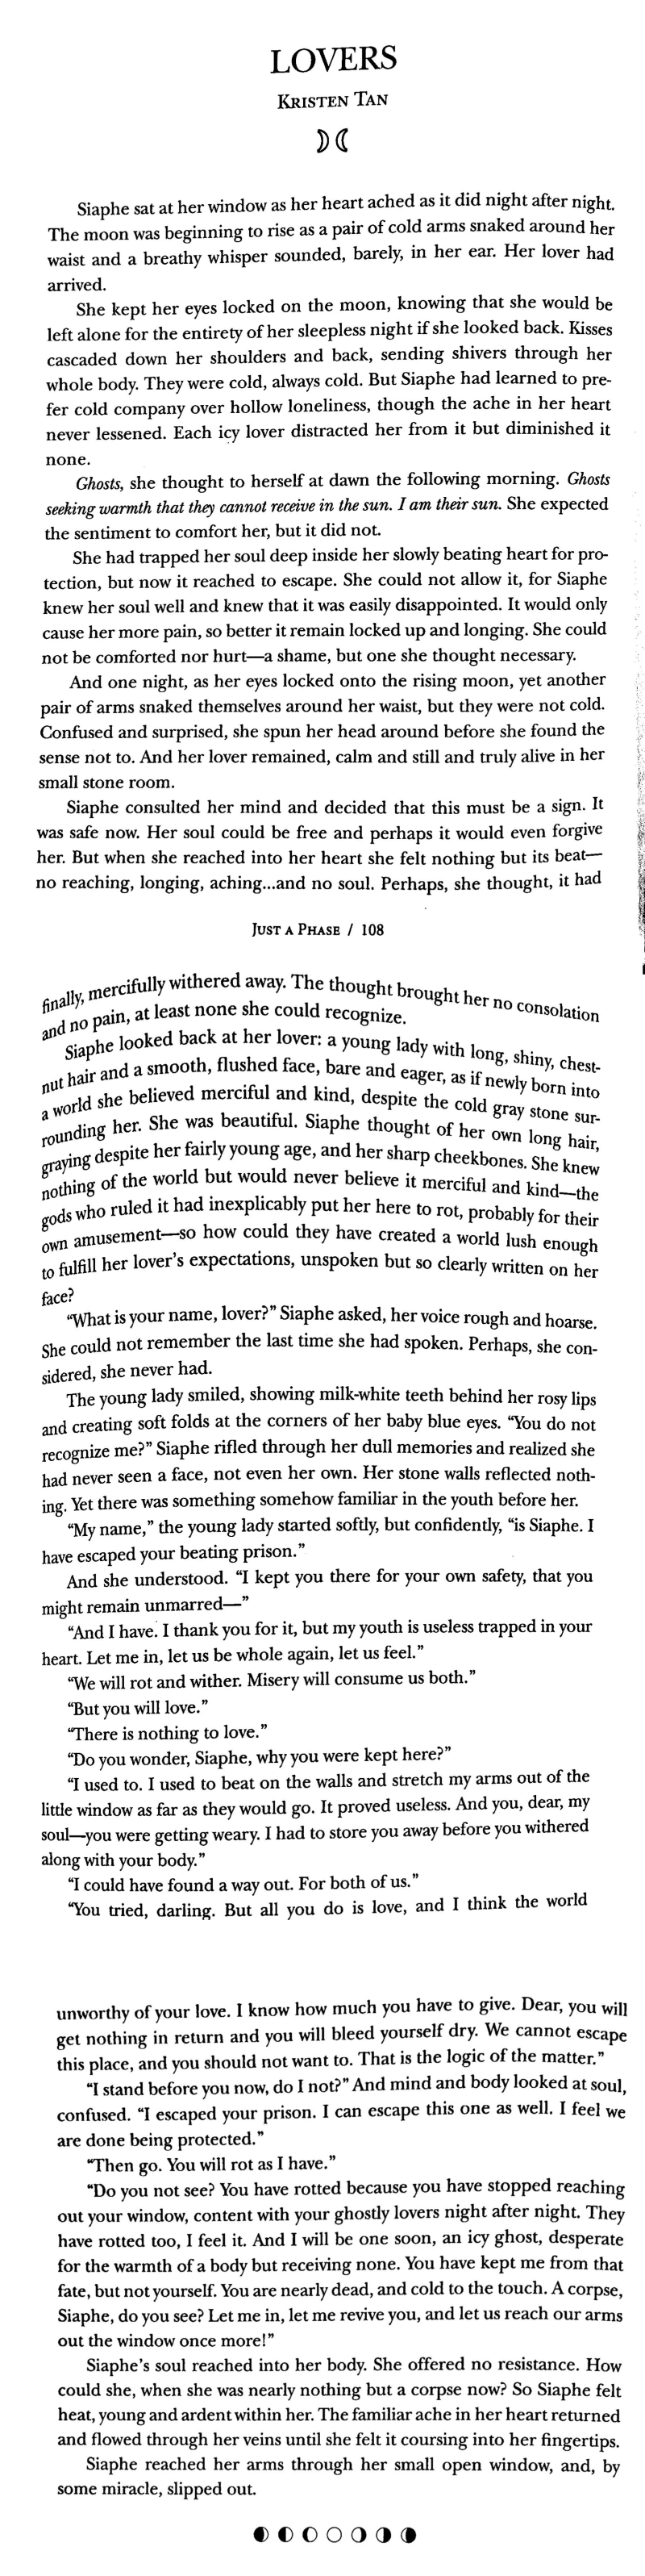 LOVERS
KRISTEN TAN
Siaphe sat at her window as her heart ached as it did night after night.
The moon was beginning to rise as a pair of cold arms snaked around her
waist and a breathy whisper sounded, barely, in her ear. Her lover had
arrived.
She kept her eyes locked on the moon, knowing that she would be
left alone for the entirety of her sleepless night if she looked back. Kisses
cascaded down her shoulders and back, sending shivers through her
whole body. They were cold, always cold. But Siaphe had learned to pre-
fer cold company over hollow loneliness, though the ache in her heart
never lessened. Each icy lover distracted her from it but diminished it
none.
Ghosts, she thought to herself at dawn the following morning. Ghosts
seeking warmth that they cannot receive in the sun. I am their sun. She expected
the sentiment to comfort her, but it did not.
She had trapped her soul deep inside her slowly beating heart for pro-
tection, but now it reached to escape. She could not allow it, for Siaphe
knew her soul well and knew that it was easily disappointed. It would only
cause her more pain, so better it remain locked up and longing. She could
not be comforted nor hurt—a shame, but one she thought necessary.
And one night, as her eyes locked onto the rising moon, yet another
pair of arms snaked themselves around her waist, but they were not cold.
Confused and surprised, she spun her head around before she found the
sense not to. And her lover remained, calm and still and truly alive in her
small stone room.
Siaphe consulted her mind and decided that this must be a sign. It
was safe now. Her soul could be free and perhaps it would even forgive
her. But when she reached into her heart she felt nothing but its beat—
no reaching, longing, aching...and no soul. Perhaps, she thought, it had
JUST A PHASE / 108
finally, mercifully withered away. The thought brought her no consolation
and no pain, at least none she could recognize.
Siaphe looked back at her lover: a young lady with long, shiny, chest-
nut hair and a smooth, flushed face, bare and eager, as if newly born into
a world she believed merciful and kind, despite the cold gray stone sur-
rounding her. She was beautiful. Siaphe thought of her own long hair,
graying despite her fairly young age, and her sharp cheekbones. She knew
nothing of the world but would never believe it merciful and kind—the
gods who ruled it had inexplicably put her here to rot, probably for their
own amusement—so how could they have created a world lush enough
to fulfill her lover's expectations, unspoken but so clearly written on her
face?
“What is your name, lover?” Siaphe asked, her voice rough and hoarse.
She could not remember the last time she had spoken. Perhaps, she con-
sidered, she never had.
The young lady smiled, showing milk-white teeth behind her rosy lips
and creating soft folds at the corners of her baby blue eyes. “You do not
recognize me?” Siaphe rifled through her dull memories and realized she
had never seen a face, not even her own. Her stone walls reflected noth-
ing. Yet there was something somehow familiar in the youth before her.
“My name,” the young lady started softly, but confidently, “is Siaphe. I
have escaped your beating prison.”
And she understood. “I kept you there for your own safety, that you
might remain unmarred—”
“And I have. I thank you for it, but my youth is useless trapped in your
heart. Let me in, let us be whole again, let us feel.”
“We will rot and wither. Misery will consume us both.”
“But you will love.”
“There is nothing to love.”
“Do you wonder, Siaphe, why you were kept here?”
“I used to. I used to beat on the walls and stretch my arms out of the
little window as far as they would go. It proved useless. And you, dear, my
soul—you were getting weary. I had to store you away before you withered
along with your body.”
“I could have found a way out. For both of us.”
“You tried, darling. But all you do is love, and I think the world
unworthy of your love. I know how much you have to give. Dear, you will
get nothing in return and you will bleed yourself dry. We cannot escape
this place, and you should not want to. That is the logic of the matter.”
“I stand before you now, do I not?” And mind and body looked at soul,
confused. “I escaped your prison. I can escape this one as well. I feel we
are done being protected.”
“Then go. You will rot as I have.”
“Do you not see? You have rotted because you have stopped reaching
out your window, content with your ghostly lovers night after night. They
have rotted too, I feel it. And I will be one soon, an icy ghost, desperate
for the warmth of a body but receiving none. You have kept me from that
fate, but not yourself. You are nearly dead, and cold to the touch. A corpse,
Siaphe, do you see? Let me in, let me revive you, and let us reach our arms
out the window once more!”
Siaphe's soul reached into her body. She offered no resistance. How
could she, when she was nearly nothing but a corpse now? So Siaphe felt
heat, young and ardent within her. The familiar ache in her heart returned
and flowed through her veins until she felt it coursing into her fingertips.
Siaphe reached her arms through her small open window, and, by
some miracle, slipped out.